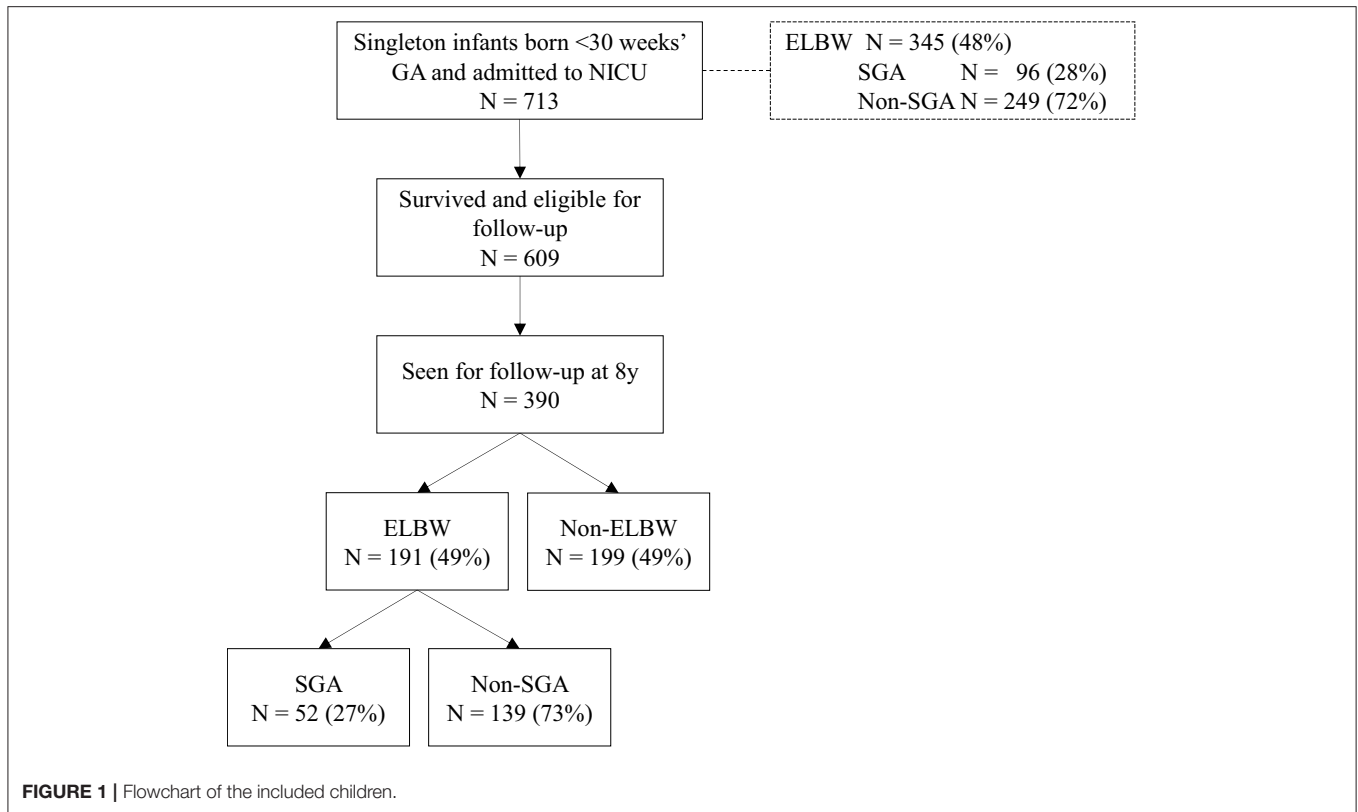 Singleton infants born <30 weeks’
GA and admitted to NICU
N = 713
ELBW N = 345 (48%)
SGA N = 96 (28%)
Non-SGA N = 249 (72%)
Survived and eligible for
follow-up
N = 609
Seen for follow-up at 8y
N = 390
ELBW
N = 191 (49%)
Non-ELBW
N = 199 (49%)
SGA
N = 52 (27%)
Non-SGA
N = 139 (73%)
FIGURE 1 | Flowchart of the included children.